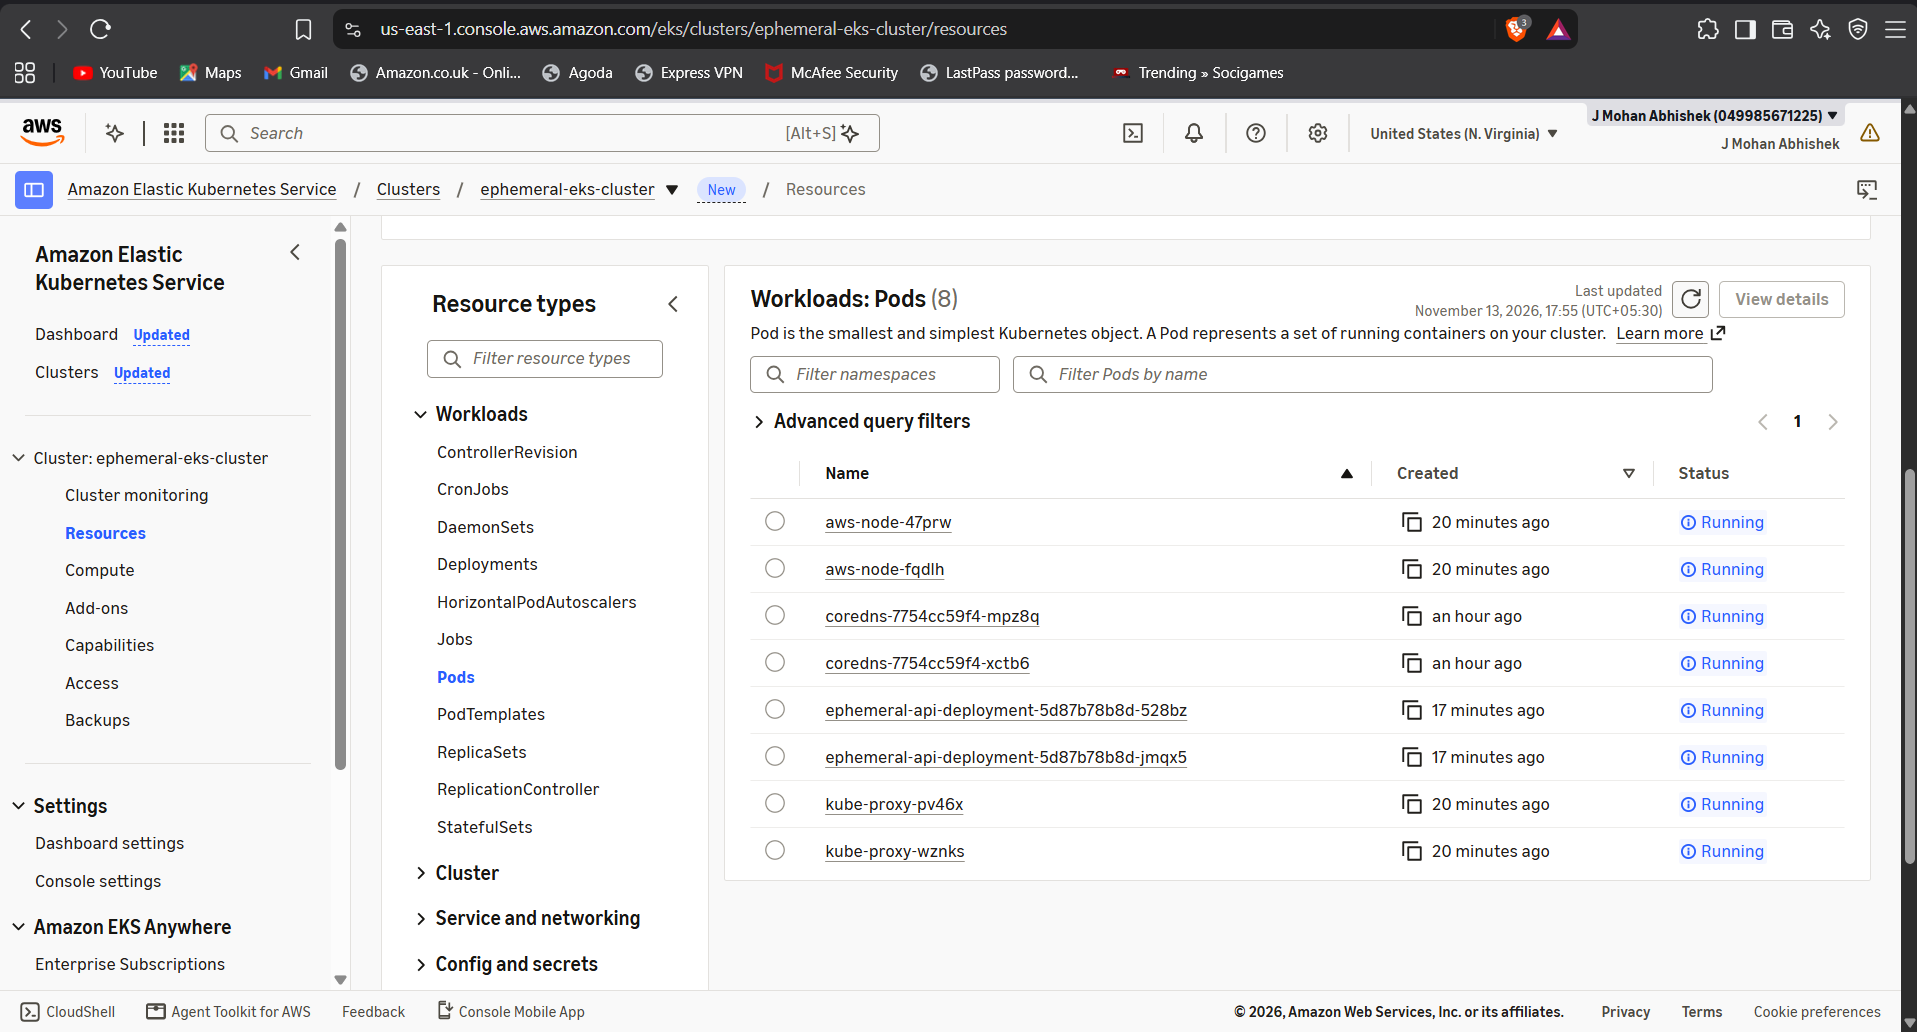 us-east-1.console.aws.amazon.com/eks/clusters/ephemeral-eks-cluster/resources
3
YouTube
Maps
Gmail
Amazon.co.uk - Onli...
Agoda
Express VPN
McAfee Security
LastPass password...
Trending » Socigames
aws
Search
[Alt+S]
United States (N. Virginia)
J Mohan Abhishek (049985671225)
J Mohan Abhishek
Amazon Elastic Kubernetes Service / Clusters / ephemeral-eks-cluster New / Resources
Amazon Elastic
Kubernetes Service
Dashboard Updated
Clusters Updated
Cluster: ephemeral-eks-cluster
Cluster monitoring
Resources
Compute
Add-ons
Capabilities
Access
Backups
Settings
Dashboard settings
Console settings
Amazon EKS Anywhere
Enterprise Subscriptions
Resource types
Filter resource types
Workloads
ControllerRevision
CronJobs
DaemonSets
Deployments
HorizontalPodAutoscalers
Jobs
Pods
PodTemplates
ReplicaSets
ReplicationController
StatefulSets
Cluster
Service and networking
Config and secrets
Workloads: Pods (8)
Last updated
November 13, 2026, 17:55 (UTC+05:30)
View details
Pod is the smallest and simplest Kubernetes object. A Pod represents a set of running containers on your cluster. Learn more
Filter namespaces
Filter Pods by name
Advanced query filters
1
Name Created Status
aws-node-47prw 20 minutes ago Running
aws-node-fqdlh 20 minutes ago Running
coredns-7754cc59f4-mpz8q an hour ago Running
coredns-7754cc59f4-xctb6 an hour ago Running
ephemeral-api-deployment-5d87b78b8d-528bz 17 minutes ago Running
ephemeral-api-deployment-5d87b78b8d-jmqx5 17 minutes ago Running
kube-proxy-pv46x 20 minutes ago Running
kube-proxy-wznks 20 minutes ago Running
CloudShell
Agent Toolkit for AWS
Feedback
Console Mobile App
© 2026, Amazon Web Services, Inc. or its affiliates.
Privacy
Terms
Cookie preferences